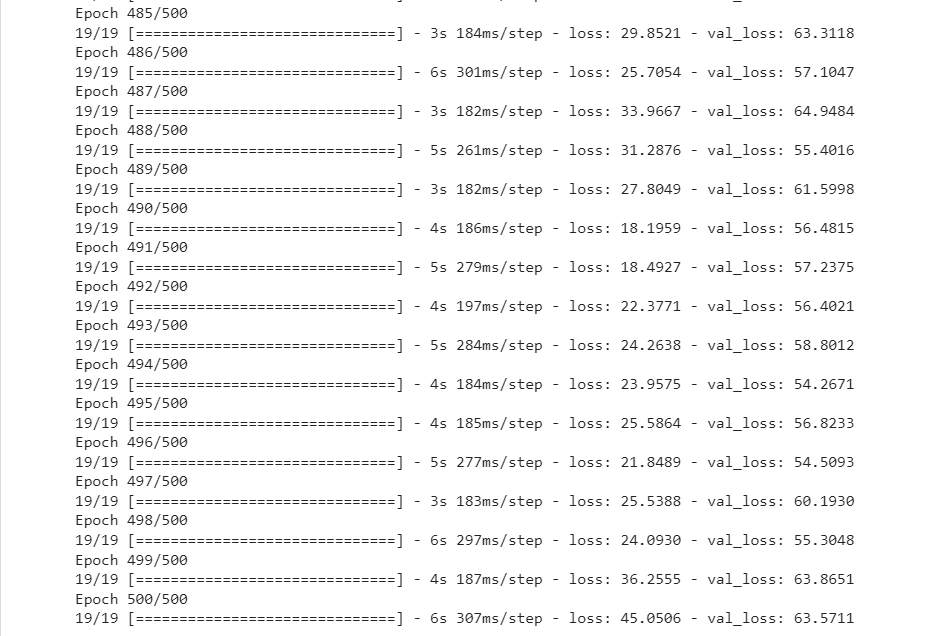 Epoch 485/500
19/19 [==============================] - 3s 184ms/step - loss: 29.8521 - val_loss: 63.3118
Epoch 486/500
19/19 [==============================] - 6s 301ms/step - loss: 25.7054 - val_loss: 57.1047
Epoch 487/500
19/19 [==============================] - 3s 182ms/step - loss: 33.9667 - val_loss: 64.9484
Epoch 488/500
19/19 [==============================] - 5s 261ms/step - loss: 31.2876 - val_loss: 55.4016
Epoch 489/500
19/19 [==============================] - 3s 182ms/step - loss: 27.8049 - val_loss: 61.5998
Epoch 490/500
19/19 [==============================] - 4s 186ms/step - loss: 18.1959 - val_loss: 56.4815
Epoch 491/500
19/19 [==============================] - 5s 279ms/step - loss: 18.4927 - val_loss: 57.2375
Epoch 492/500
19/19 [==============================] - 4s 197ms/step - loss: 22.3771 - val_loss: 56.4021
Epoch 493/500
19/19 [==============================] - 5s 284ms/step - loss: 24.2638 - val_loss: 58.8012
Epoch 494/500
19/19 [==============================] - 4s 184ms/step - loss: 23.9575 - val_loss: 54.2671
Epoch 495/500
19/19 [==============================] - 4s 185ms/step - loss: 25.5864 - val_loss: 56.8233
Epoch 496/500
19/19 [==============================] - 5s 277ms/step - loss: 21.8489 - val_loss: 54.5093
Epoch 497/500
19/19 [==============================] - 3s 183ms/step - loss: 25.5388 - val_loss: 60.1930
Epoch 498/500
19/19 [==============================] - 6s 297ms/step - loss: 24.0930 - val_loss: 55.3048
Epoch 499/500
19/19 [==============================] - 4s 187ms/step - loss: 36.2555 - val_loss: 63.8651
Epoch 500/500
19/19 [==============================] - 6s 307ms/step - loss: 45.0506 - val_loss: 63.5711